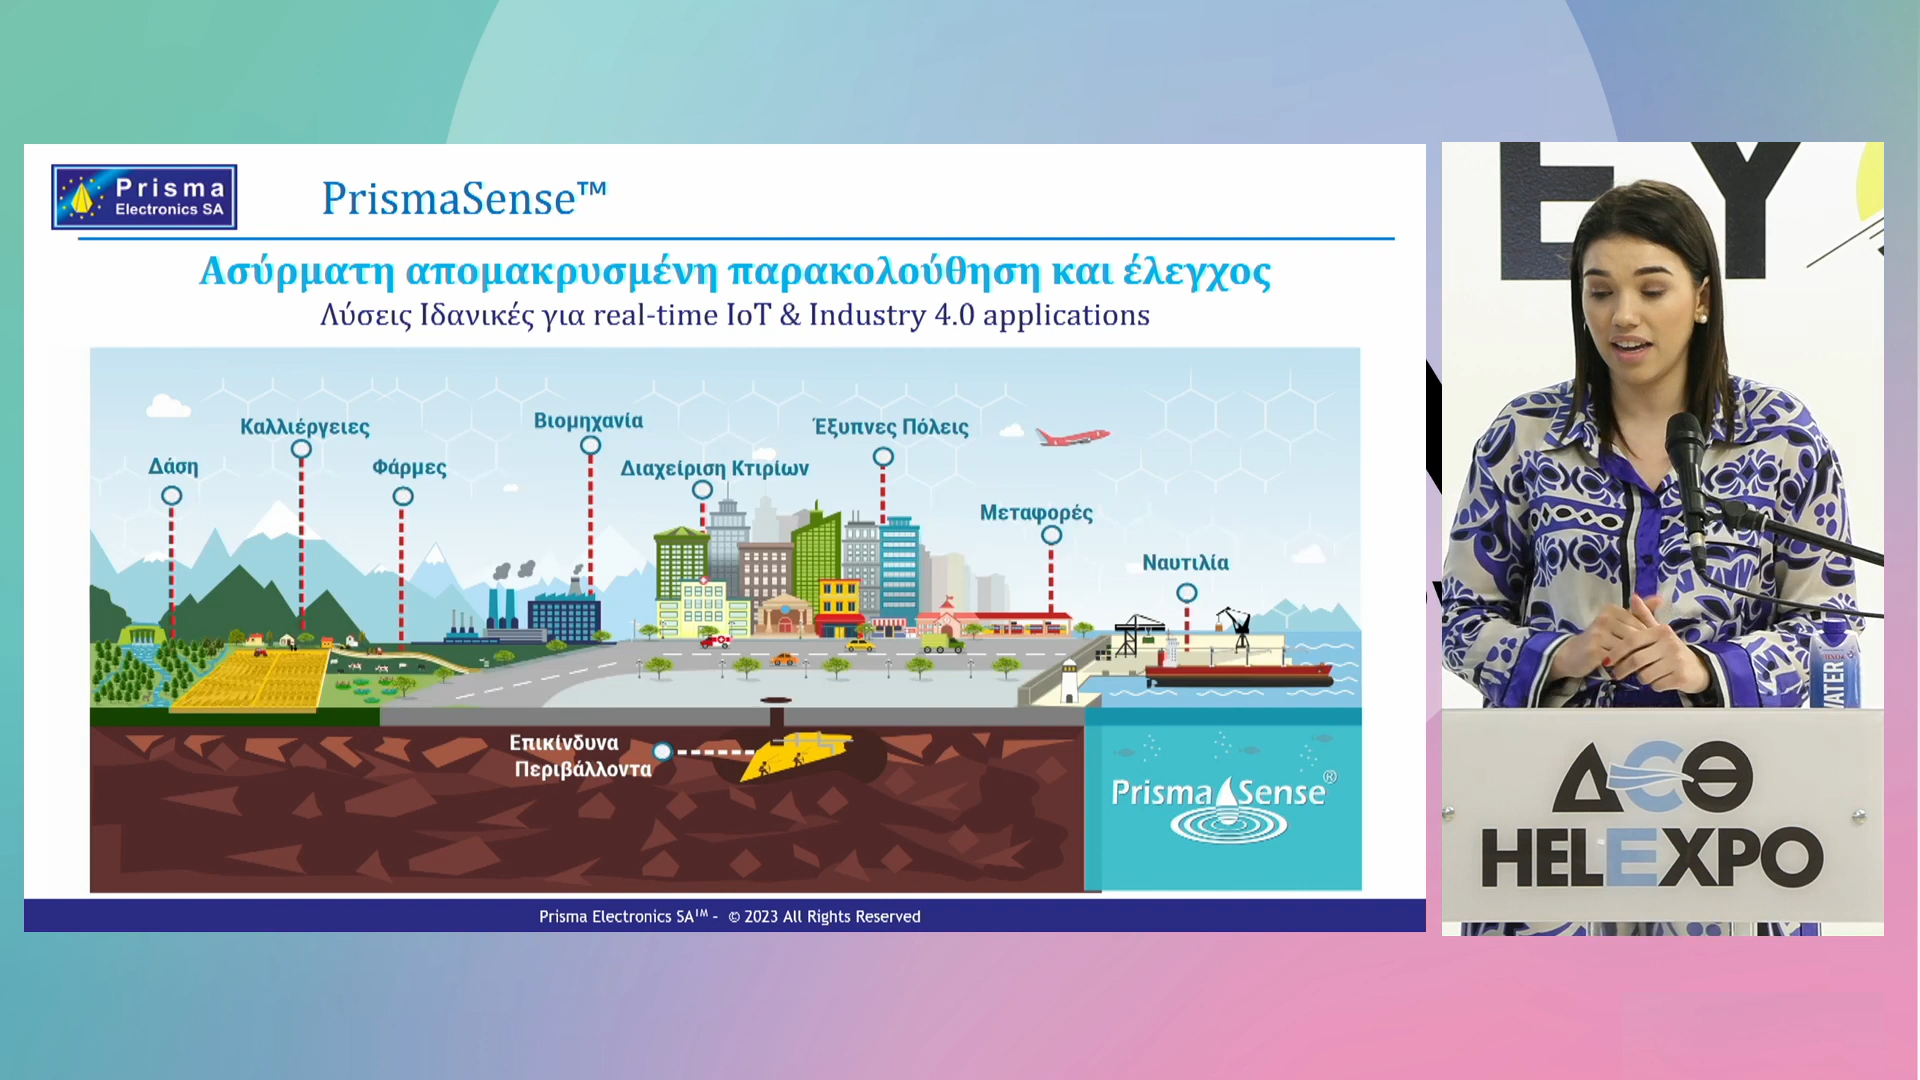 Prisma
Electronics SA
PrismaSense™
Ασύρματη απομακρυσμένη παρακολούθηση και έλεγχος
Λύσεις Ιδανικές για real-time IoT & Industry 4.0 applications
Δάση
Καλλιέργειες
Φάρμες
Βιομηχανία
Διαχείριση Κτιρίων
Έξυπνες Πόλεις
Μεταφορές
Ναυτιλία
Επικίνδυνα
Περιβάλλοντα
PrismaSense®
Prisma Electronics SA™ - © 2023 All Rights Reserved
EY
WATER
ΔΕΘ
HELEXPO